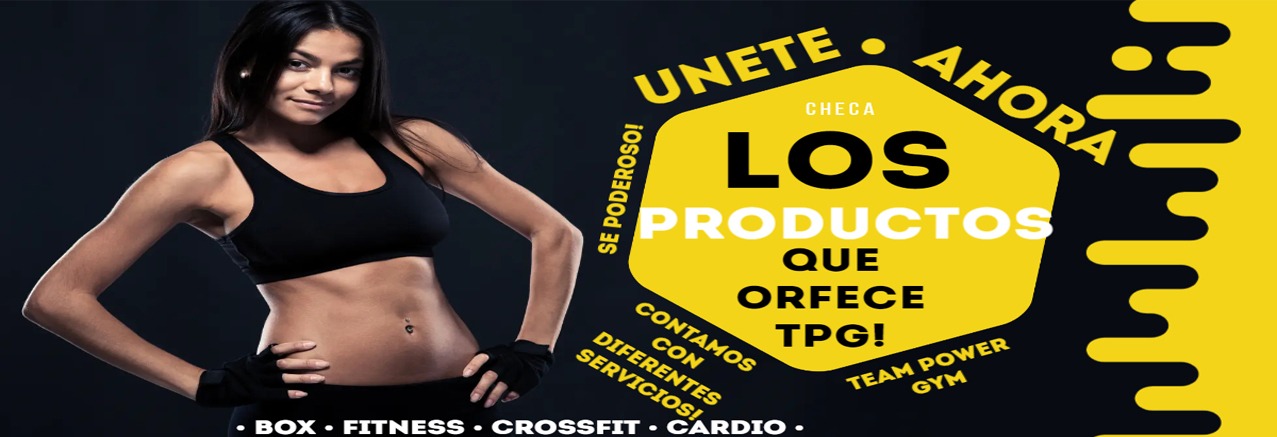 UNETE • AHORA
CHECA
LOS
PRODUCTOS
QUE
ORFECE
TPG!
SE PODEROSO!
CONTAMOS
CON
DIFERENTES
SERVICIOS!
TEAM POWER
GYM
• BOX • FITNESS • CROSSFIT • CARDIO •